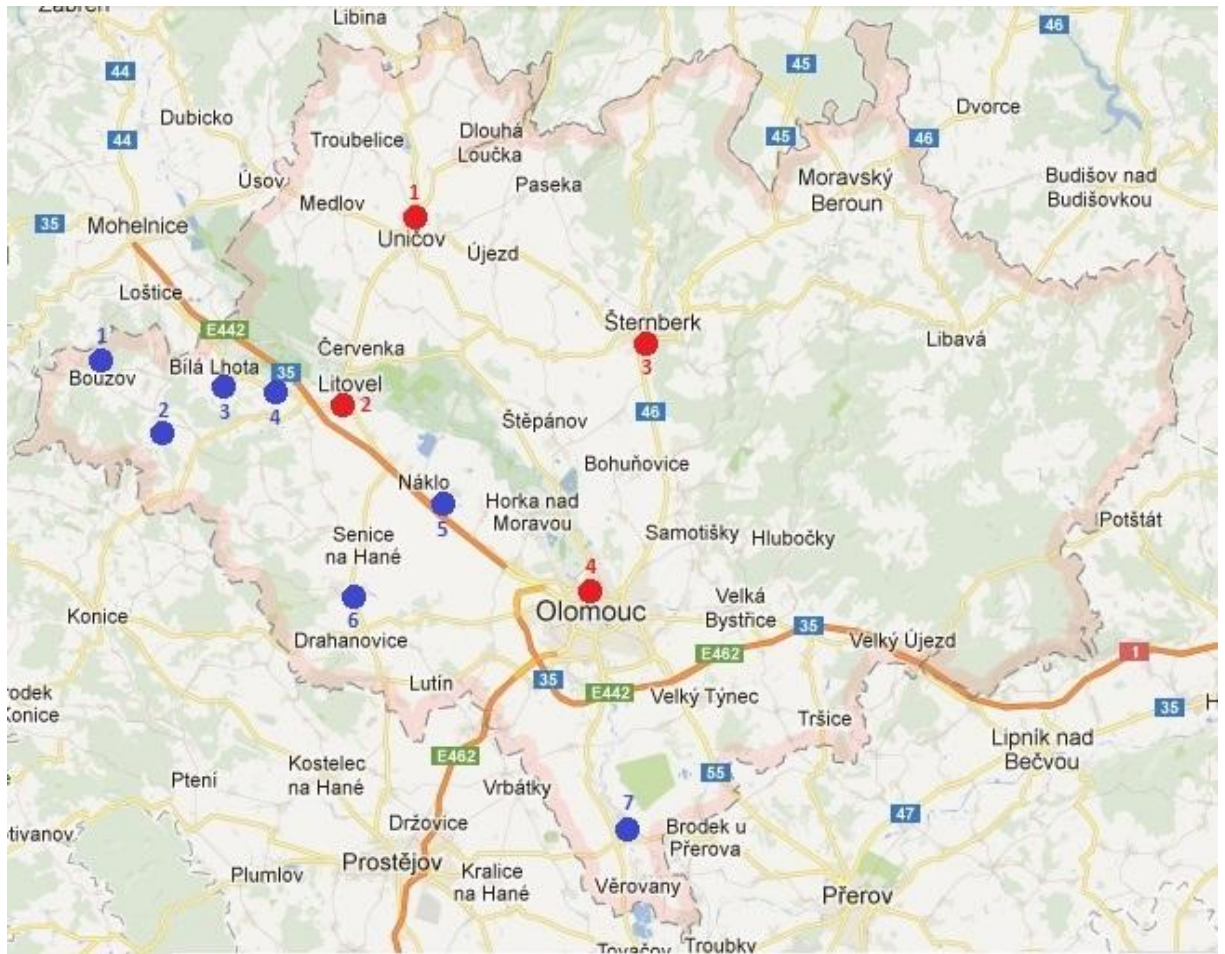 Zábřeh
Libina
46
44
45
Dvorce
Dubicko
44
Troubelice
Dlouhá
Loučka
45
46
Úsov
Paseka
Moravský
Beroun
Budišov nad
Budišovkou
Medlov
1
35
Mohelnice
Uničov
Újezd
Loštice
E442
Šternberk
Libavá
1
Bouzov
Bílá Lhota
35
Červenka
3
Litovel
2
3
4
2
46
Štěpánov
Bohuňovice
Náklo
Horka nad
Moravou
5
Potštát
Senice
na Hané
Samotišky
Hlubočky
4
6
Olomouc
Velká
Bystřice
Konice
Drahanovice
35
Velký Újezd
E462
1
Lutín
35
E442
Velký Týnec
35
H
rodek
Konice
Tršice
E462
Lipník nad
Bečvou
Kostelec
na Hané
Ptení
Vrbátky
55
7
47
Držovice
Brodek u
Přerova
otivanov
Prostějov
Plumlov
Kralice
na Hané
Věrovany
Přerov
Tovačov
Troubky